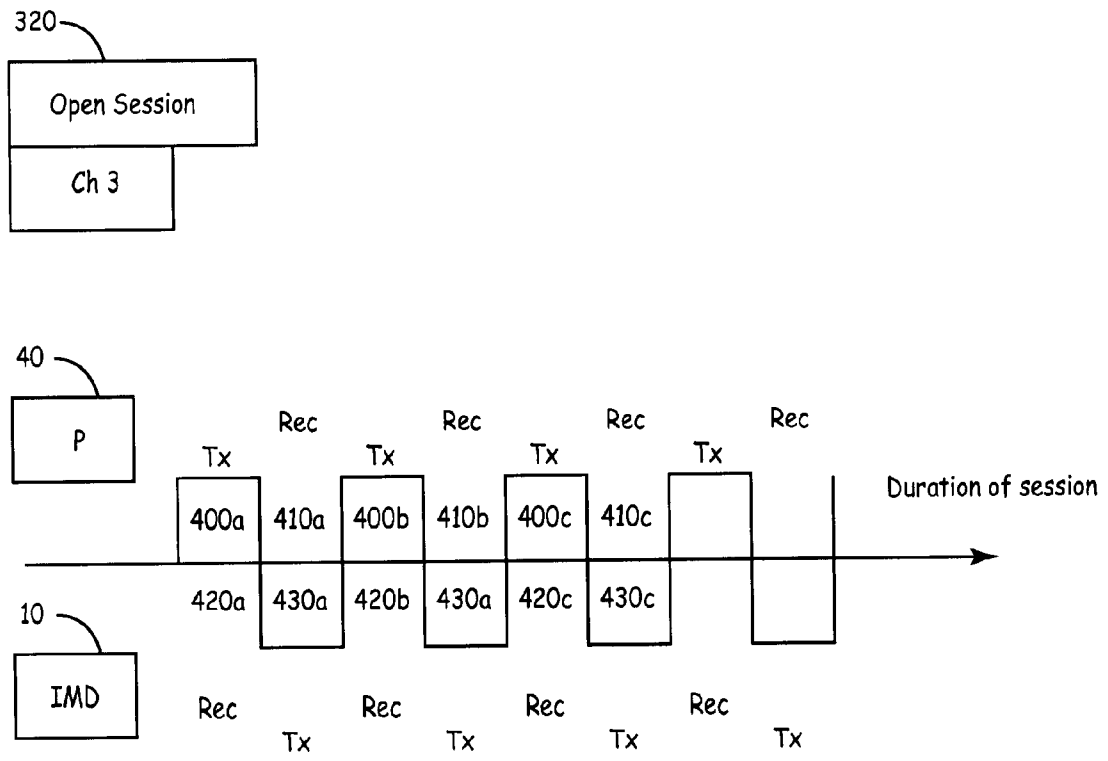 320
Open Session
Ch 3
40
P
Rec Rec Rec Rec
Tx Tx Tx Tx
Duration of session
400a 410a 400b 410b 400c 410c
420a 430a 420b 430a 420c 430c
10
IMD
Rec Rec Rec Rec
Tx Tx Tx Tx